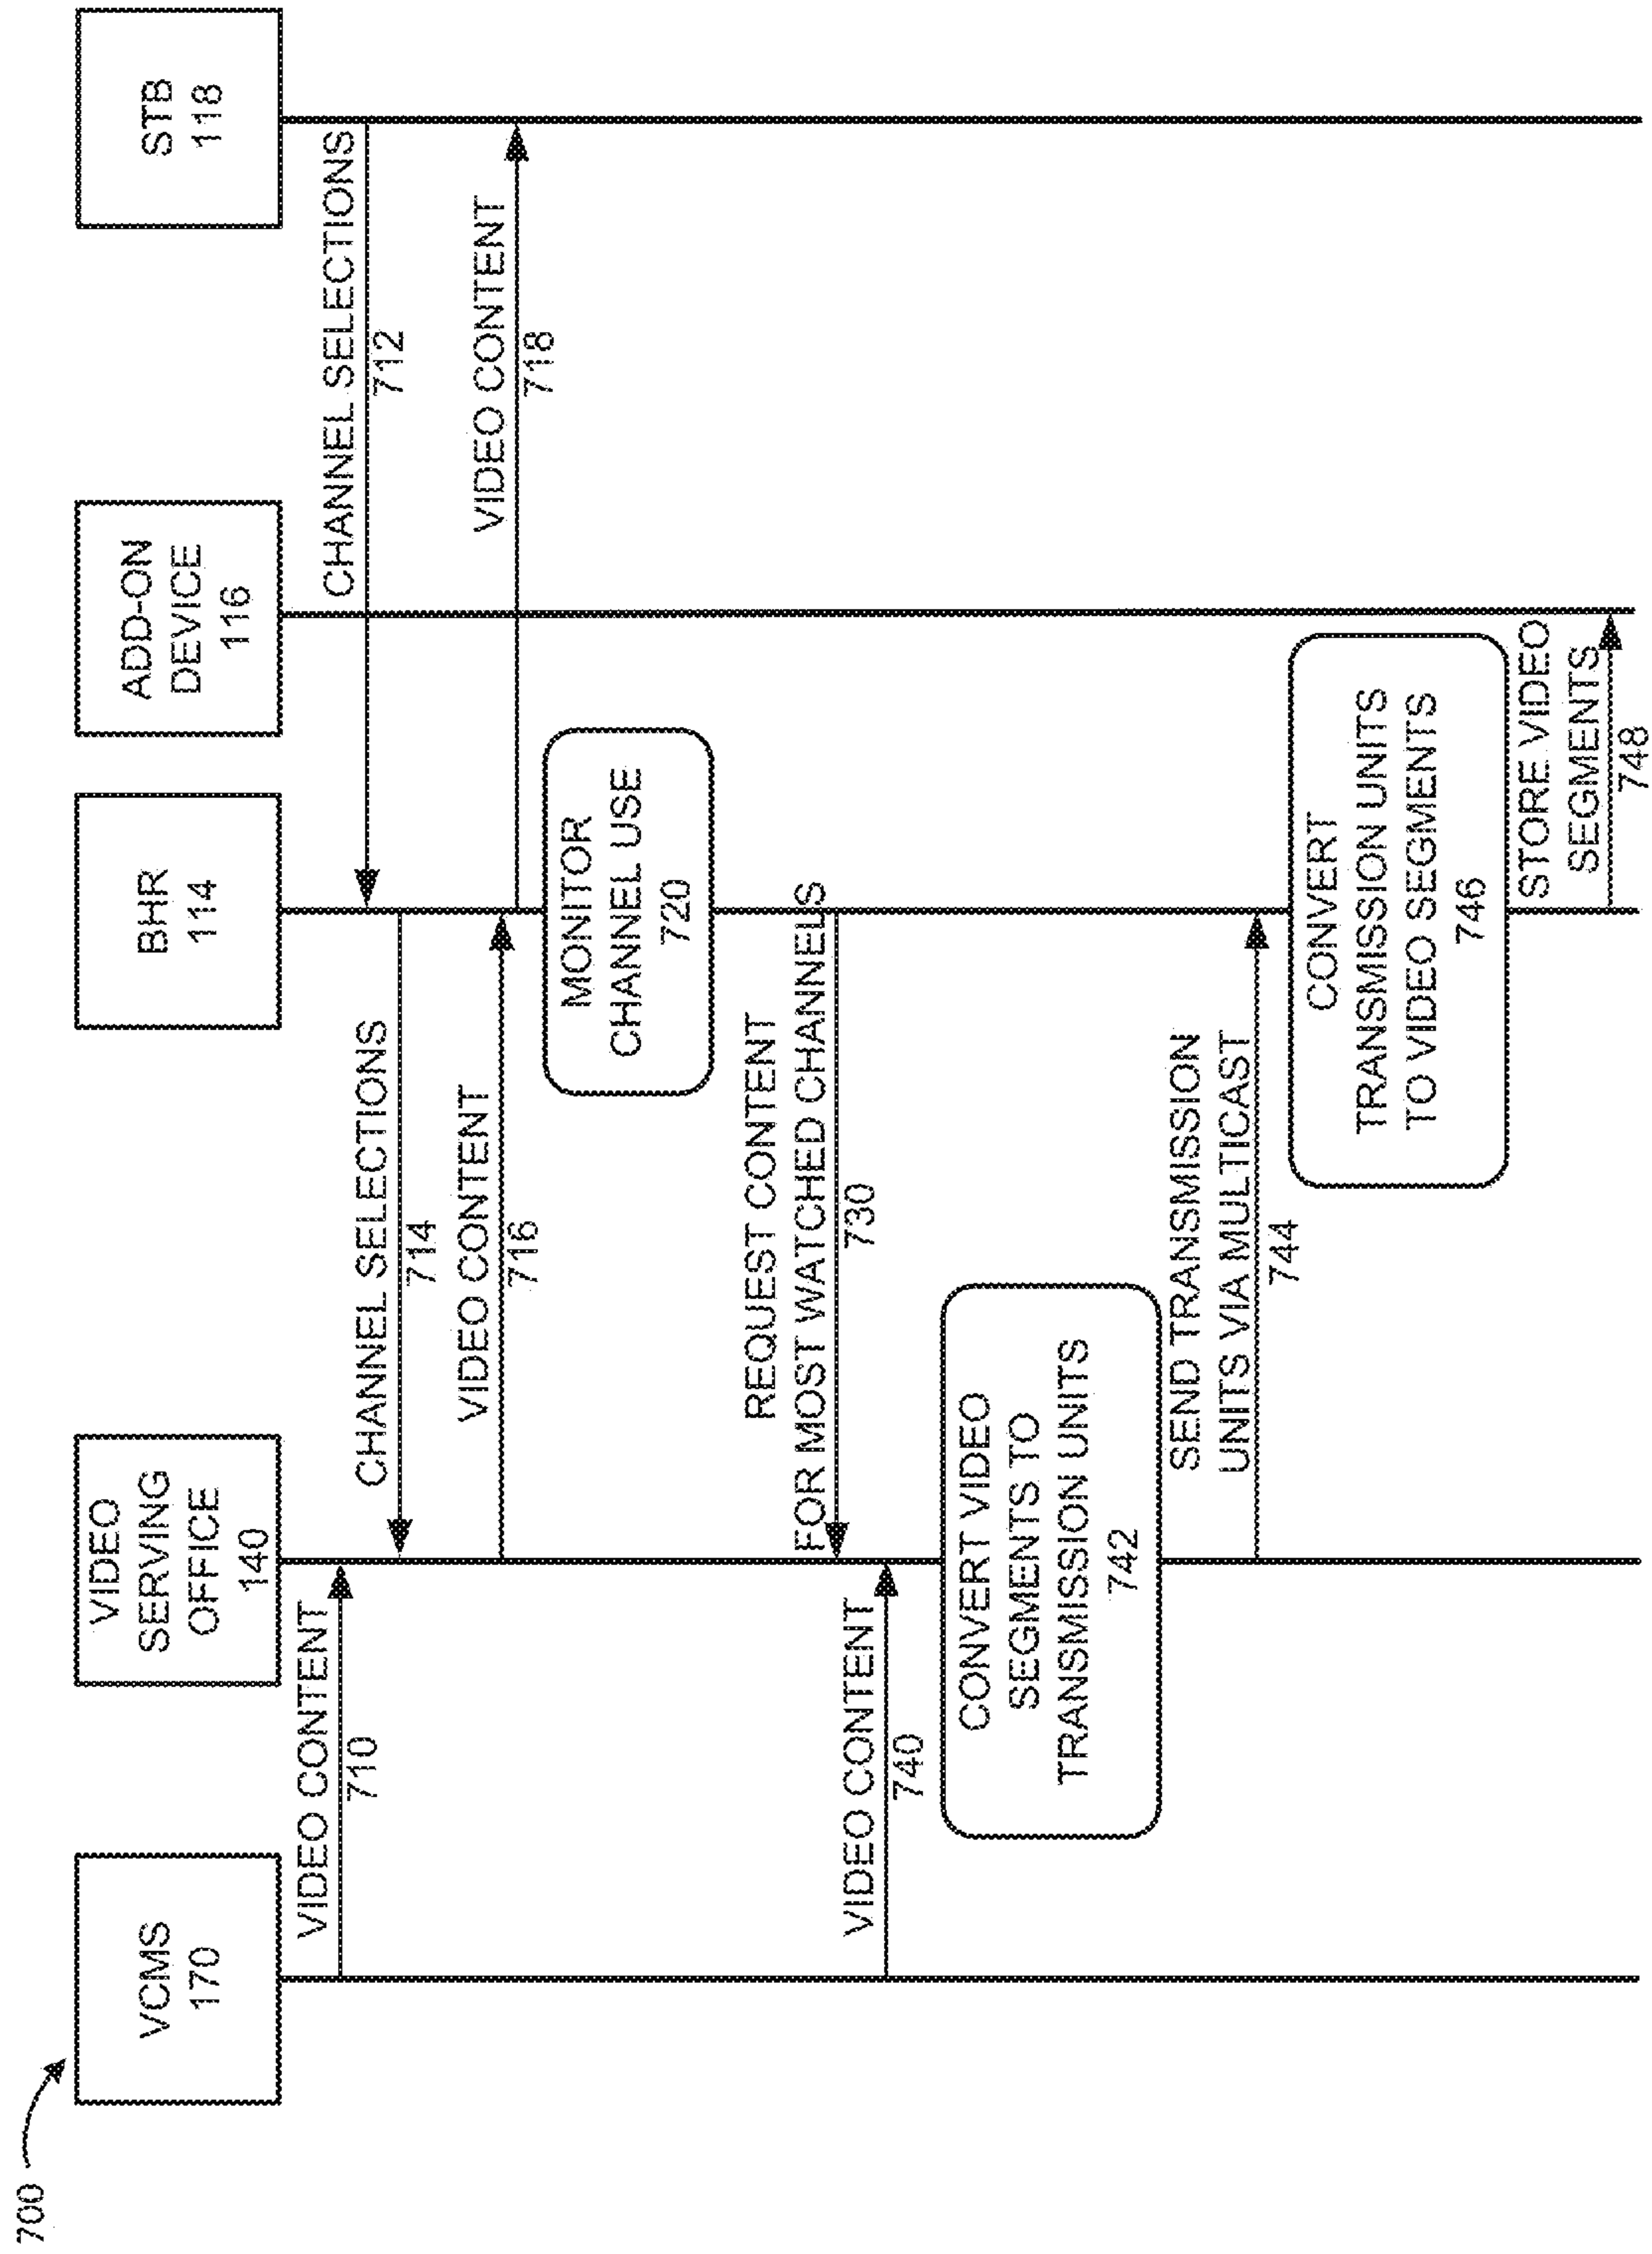 700
VCMS
170
VIDEO
SERVING
OFFICE
140
BHR
114
ADD-ON
DEVICE
116
STB
118
VIDEO CONTENT
710
CHANNEL SELECTIONS
712
CHANNEL SELECTIONS
714
VIDEO CONTENT
716
VIDEO CONTENT
718
MONITOR
CHANNEL USE
720
REQUEST CONTENT
FOR MOST WATCHED CHANNELS
730
VIDEO CONTENT
740
CONVERT VIDEO
SEGMENTS TO
TRANSMISSION UNITS
742
SEND TRANSMISSION
UNITS VIA MULTICAST
744
CONVERT
TRANSMISSION UNITS
TO VIDEO SEGMENTS
746
STORE VIDEO
SEGMENTS
748